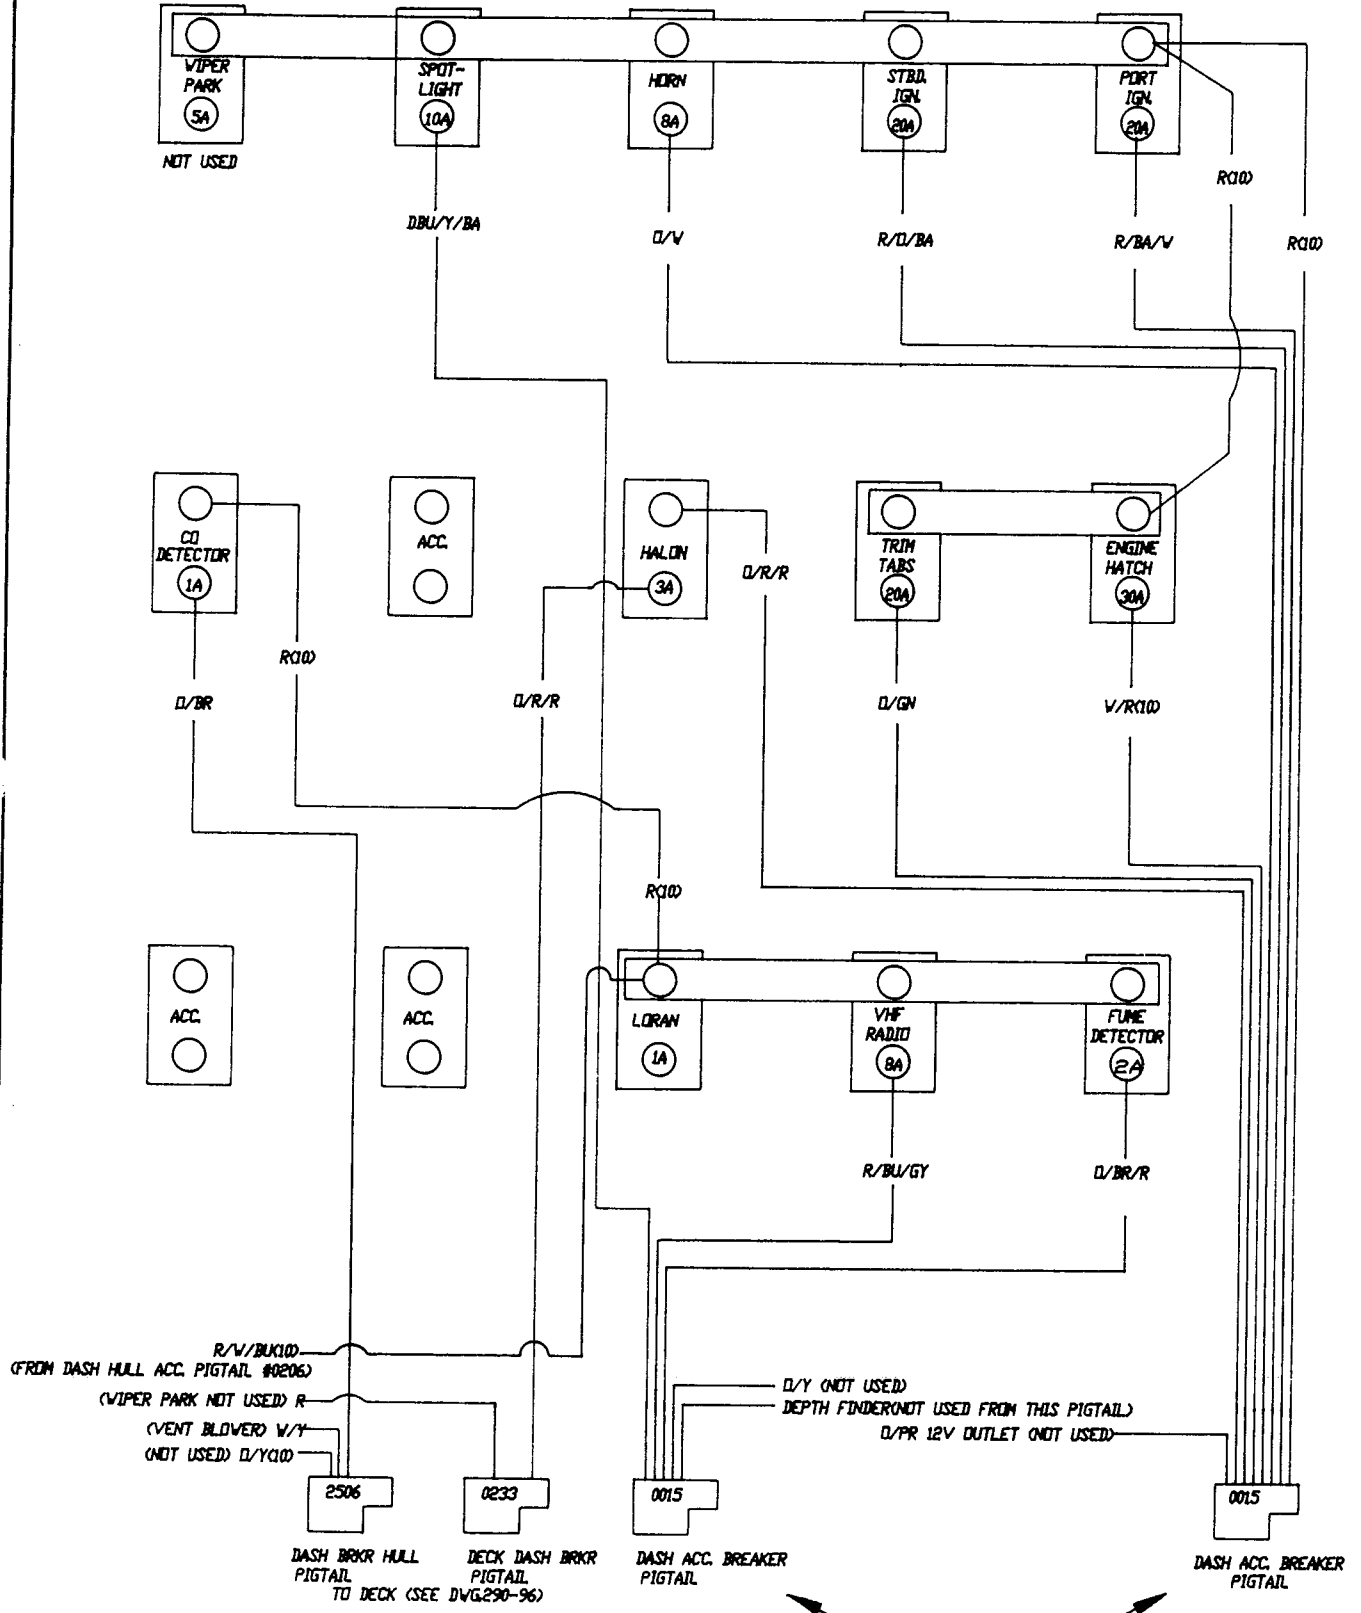 WIPER
PARK
5A
NOT USED
SPOT-
LIGHT
10A
HORN
8A
STBD.
IGN.
20A
PORT
IGN.
20A
R(10)
R(10)
DBU/Y/BA
O/W
R/O/BA
R/BA/W
CO
DETECTOR
1A
ACC.
HALON
3A
O/R/R
TRIM
TABS
20A
ENGINE
HATCH
30A
R(10)
O/BR
O/R/R
O/GN
W/R(10)
R(10)
ACC.
ACC.
LORAN
1A
VHF
RADIO
8A
FUME
DETECTOR
2A
R/BU/GY
O/BR/R
R/W/BU(10)
(FROM DASH HULL ACC. PIGTAIL #0206)
(WIPER PARK NOT USED) R
(VENT BLOWER) W/Y
(NOT USED) O/Y(10)
O/Y (NOT USED)
DEPTH FINDER(NOT USED FROM THIS PIGTAIL)
O/PR 12V OUTLET (NOT USED)
2506
0233
0015
0015
DASH BRKR HULL
PIGTAIL
DECK DASH BRKR
PIGTAIL
TO DECK (SEE DWG.290-96)
DASH ACC. BREAKER
PIGTAIL
DASH ACC. BREAKER
PIGTAIL